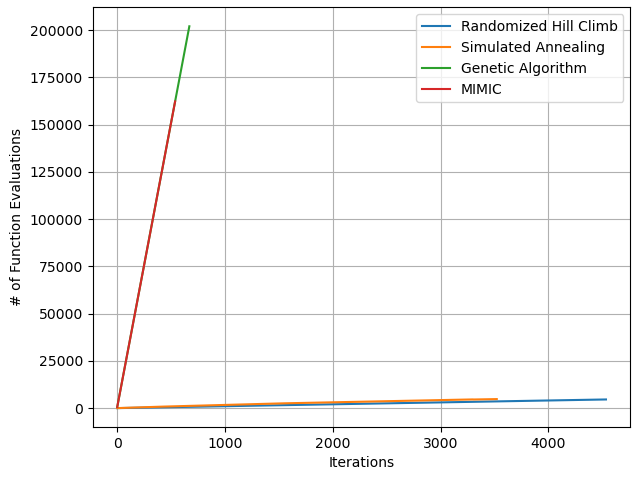 Randomized Hill Climb
Simulated Annealing
Genetic Algorithm
MIMIC
# of Function Evaluations
200000
175000
150000
125000
100000
75000
50000
25000
0
0 1000 2000 3000 4000
Iterations